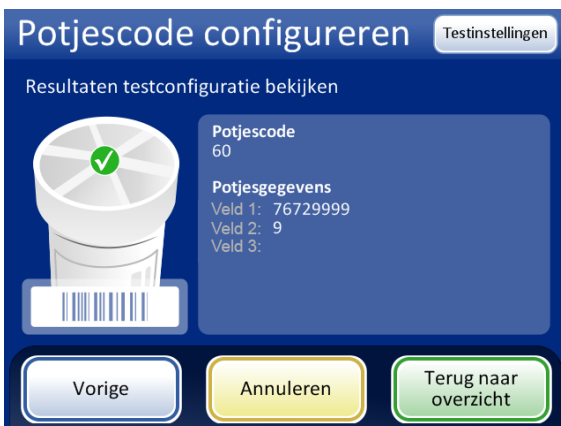 Potjescode configureren
Testinstellingen
Resultaten testconfiguratie bekijken
Potjescode
60
Potjesgegevens
Veld 1: 76729999
Veld 2: 9
Veld 3:
Vorige
Annuleren
Terug naar
overzicht